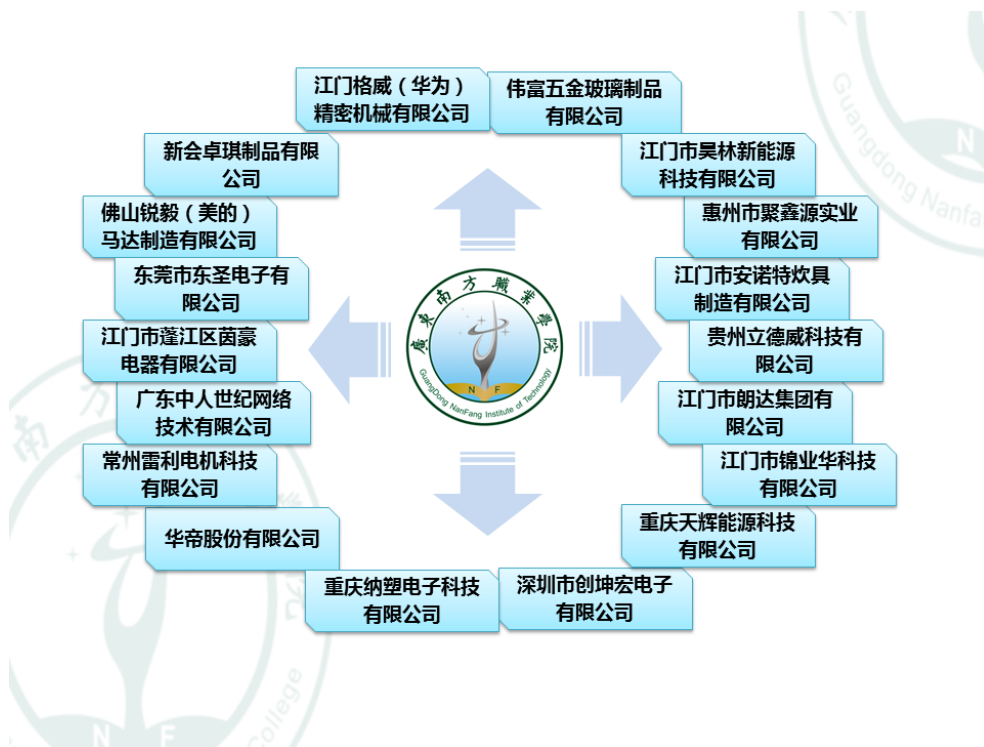 江门格威（华为）
精密机械有限公司
伟富五金玻璃制品
有限公司
新会卓琪制品有限
公司
江门市昊林新能源
科技有限公司
佛山锐毅（美的）
马达制造有限公司
惠州市聚鑫源实业
有限公司
东莞市东圣电子有
限公司
江门市安诺特炊具
制造有限公司
江门市蓬江区茵豪
电器有限公司
贵州立德威科技有
限公司
广东中人世纪网络
技术有限公司
江门市朗达集团有
限公司
常州雷利电机科技
有限公司
江门市锦业华科技
有限公司
华帝股份有限公司
重庆天辉能源科技
有限公司
重庆纳塑电子科技
有限公司
深圳市创坤宏电子
有限公司
廣東南方職業學院
N F
GuangDong NanFang Institute of Technology
Guangdong Nanfa
N
南方
College
N F